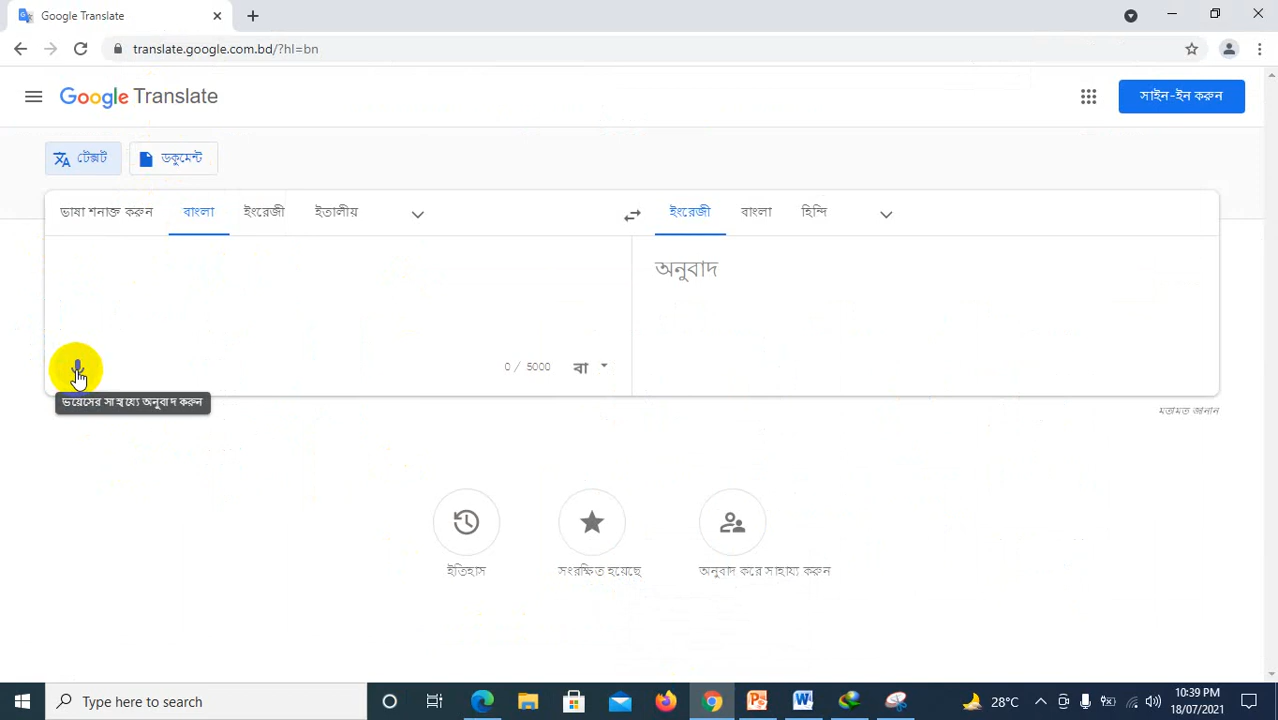 Google Translate
translate.google.com.bd/?hl=bn
Google Translate
সাইন-ইন করুন
টেক্সট
ডকুমেন্ট
ভাষা শনাক্ত করুন বাংলা ইংরেজী ইতালীয় ইংরেজী বাংলা হিন্দি
অনুবাদ
0 / 5000 বা
ভয়েসের সাহায্যে অনুবাদ করুন
মতামত জানান
ইতিহাস সংরক্ষিত হয়েছে অনুবাদ করে সাহায্য করুন
Type here to search
28°C
10:39 PM
18/07/2021